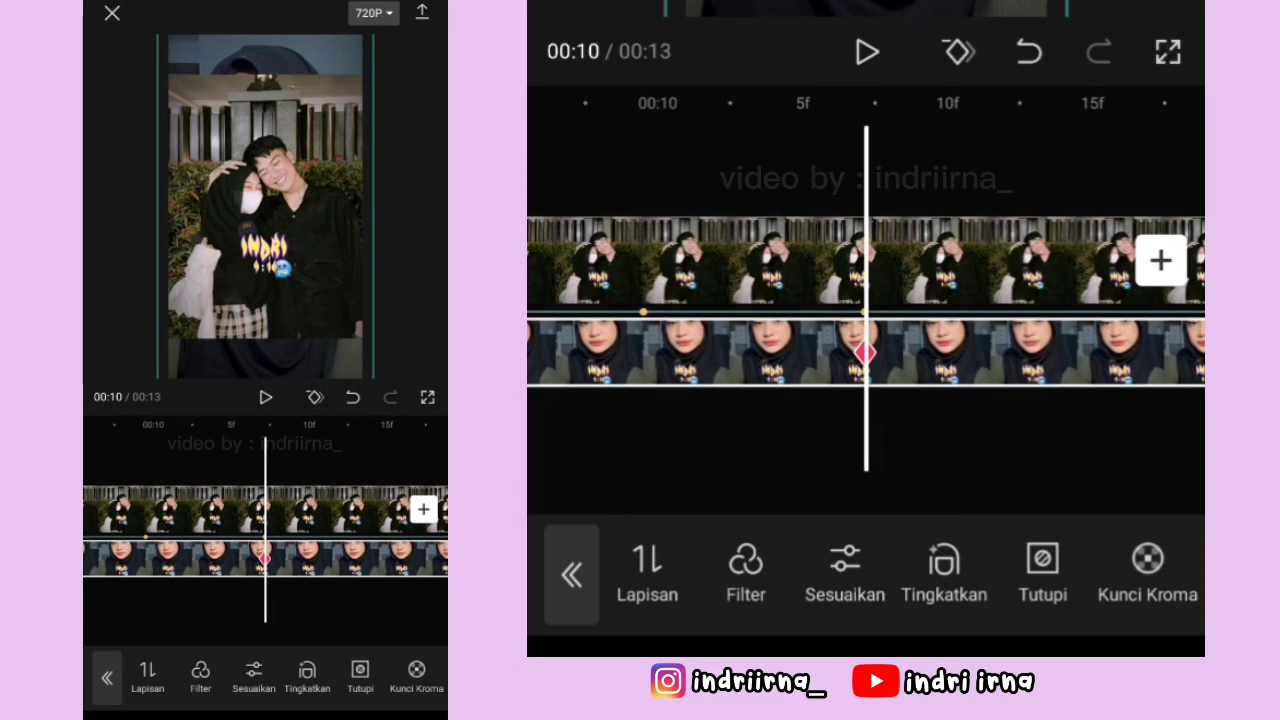 720P
INDRI
00:10 / 00:13
00:10 5f 10f 15f
video by : indriirna_
Lapisan Filter Sesuaikan Tingkatkan Tutupi Kunci Kroma
00:10 / 00:13
00:10 5f 10f 15f
video by : indriirna_
Lapisan Filter Sesuaikan Tingkatkan Tutupi Kunci Kroma
indriirna_ indri irna